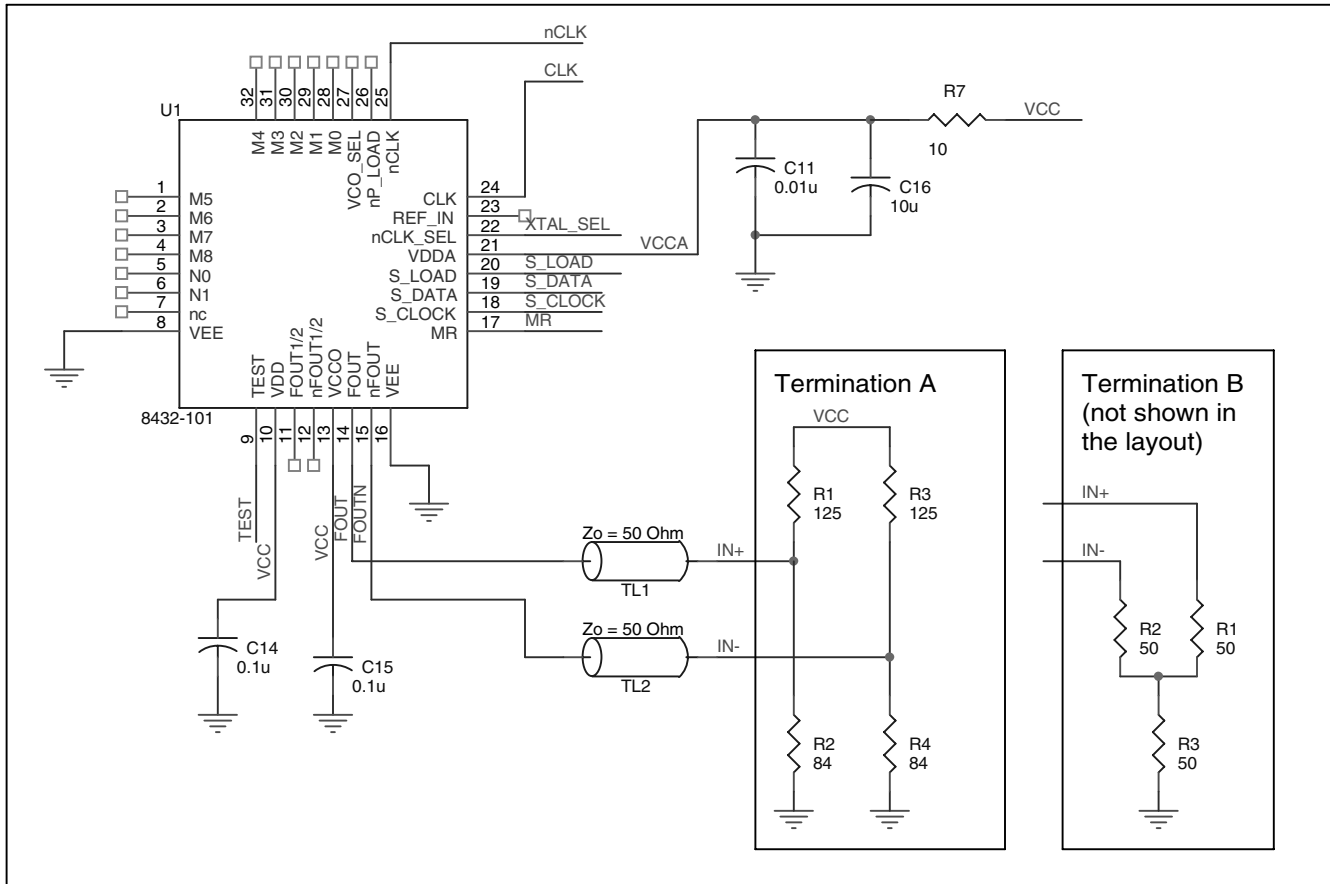 nCLK
CLK
U1
32
31
30
29
28
27
26
25
M4
M3
M2
M1
M0
VCO_SEL
nP_LOAD
nCLK
1
2
3
4
5
6
7
8
M5
M6
M7
M8
N0
N1
nc
VEE
CLK
REF_IN
nCLK_SEL
VDDA
S_LOAD
S_DATA
S_CLOCK
MR
24
23
22
21
20
19
18
17
XTAL_SEL
VCCA
S_LOAD
S_DATA
S_CLOCK
MR
R7
10
VCC
C11
0.01u
C16
10u
TEST
VDD
FOUT1/2
nFOUT1/2
VCCO
FOUT
nFOUT
VEE
8432-101
9
10
11
12
13
14
15
16
TEST
VCC
VCC
FOUT
FOUTN
C14
0.1u
C15
0.1u
Zo = 50 Ohm
TL1
IN+
Zo = 50 Ohm
TL2
IN-
Termination A
VCC
R1
125
R3
125
R2
84
R4
84
Termination B
(not shown in
the layout)
IN+
IN-
R2
50
R1
50
R3
50